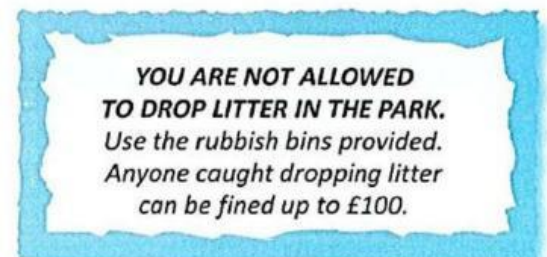 YOU ARE NOT ALLOWED
TO DROP LITTER IN THE PARK.
Use the rubbish bins provided.
Anyone caught dropping litter
can be fined up to £100.